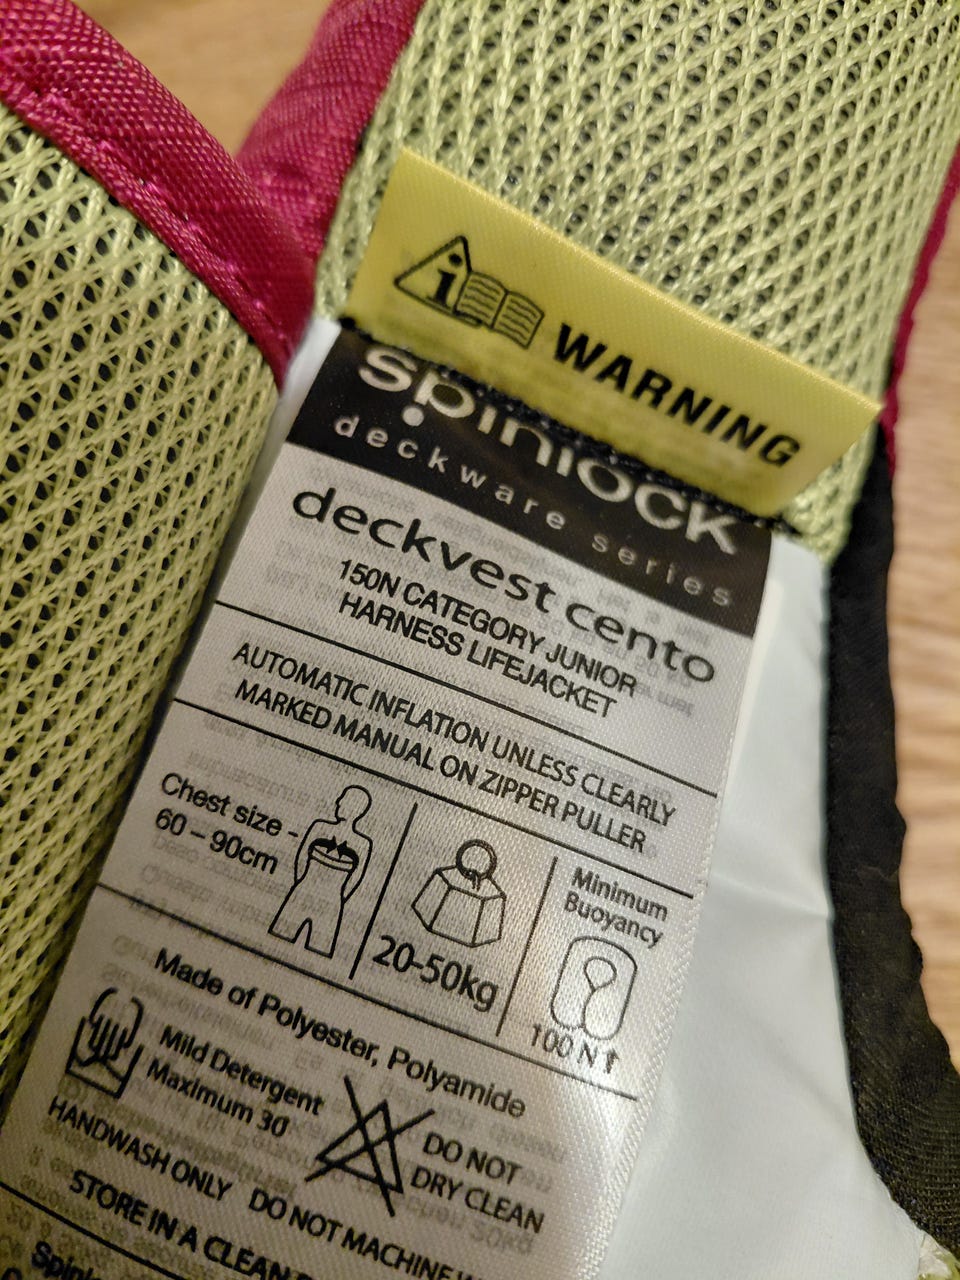 i
WARNING
spinlock
deckware series
deckvest cento
150N CATEGORY JUNIOR
HARNESS LIFEJACKET
AUTOMATIC INFLATION UNLESS CLEARLY
MARKED MANUAL ON ZIPPER PULLER
Chest size -
60 – 90cm
20-50kg
Minimum
Buoyancy
100 N
Made of Polyester, Polyamide
Mild Detergent
Maximum 30
DO NOT
DRY CLEAN
HANDWASH ONLY DO NOT MACHINE
STORE IN A CLEAN